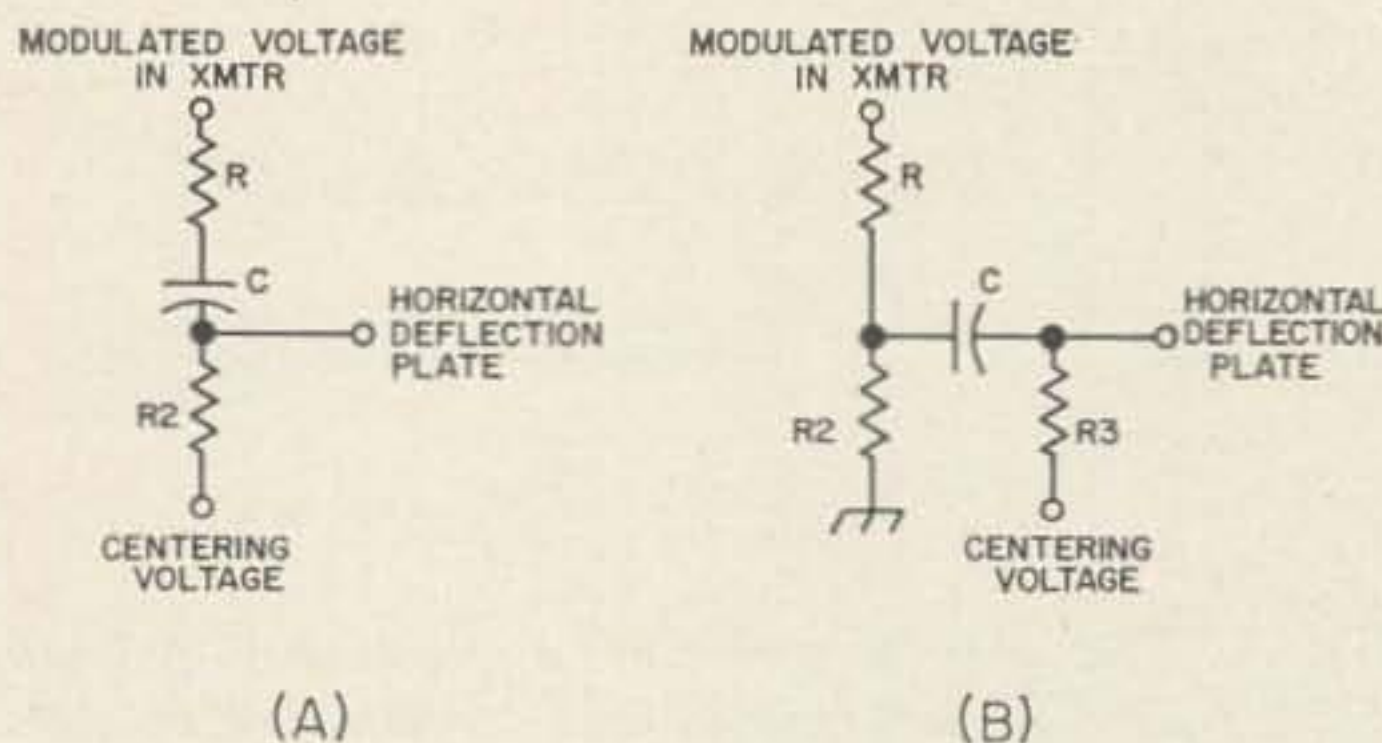 MODULATED VOLTAGE
IN XMTR
R
C
HORIZONTAL
DEFLECTION
PLATE
R2
CENTERING
VOLTAGE
(A)
MODULATED VOLTAGE
IN XMTR
R
C
HORIZONTAL
DEFLECTION
PLATE
R2
R3
CENTERING
VOLTAGE
(B)